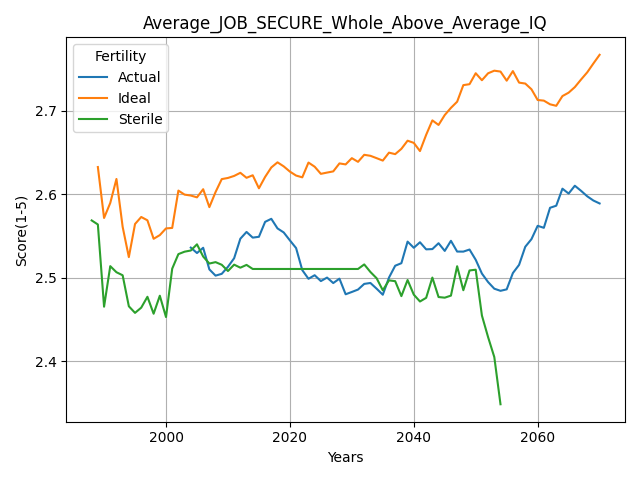 Average_JOB_SECURE_Whole_Above_Average_IQ
Fertility
Actual
Ideal
Sterile
Score(1-5)
2.7
2.6
2.5
2.4
2000 2020 2040 2060
Years